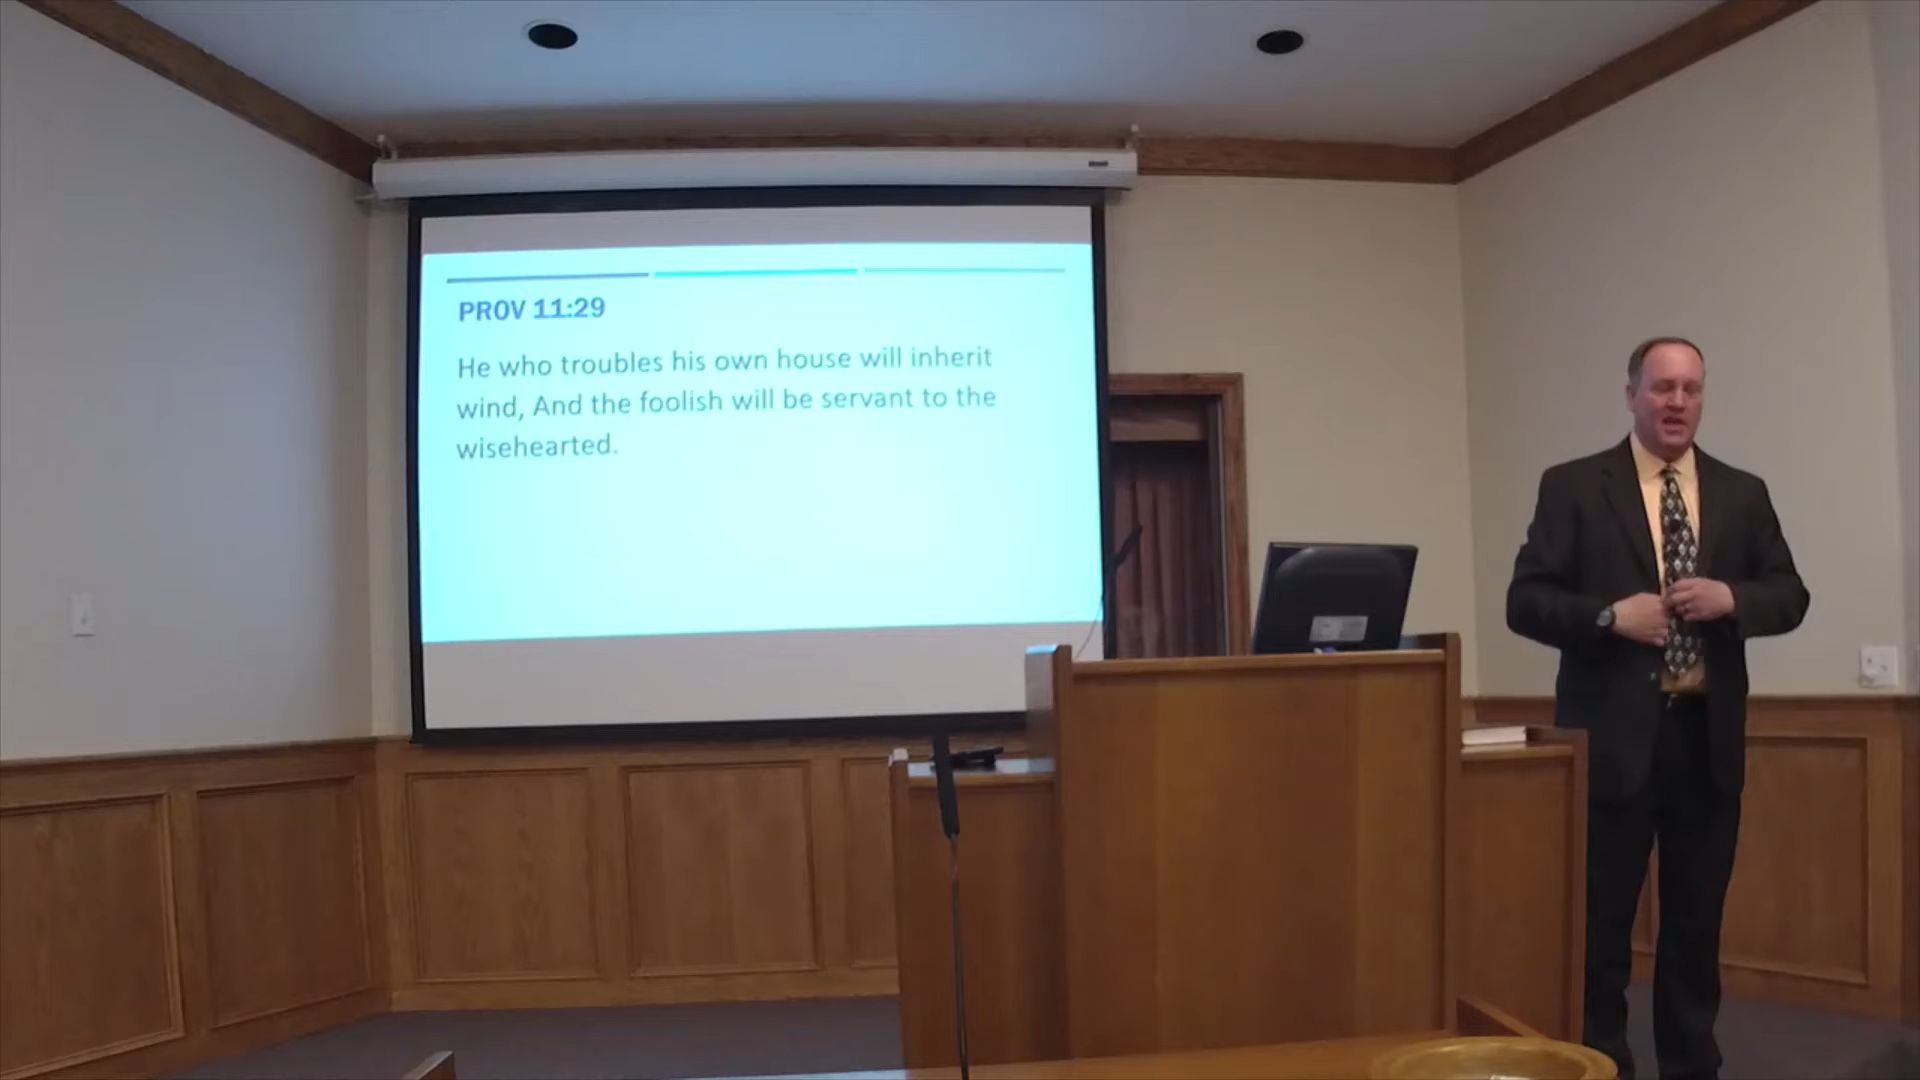 PROV 11:29
He who troubles his own house will inherit
wind, And the foolish will be servant to the
wisehearted.